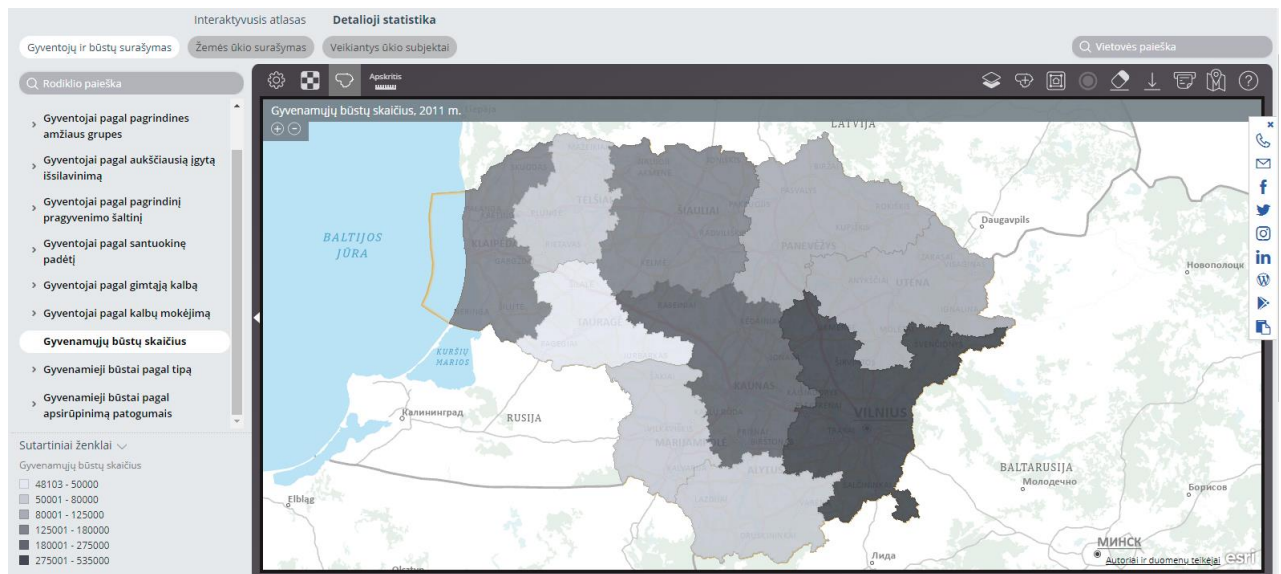 Interaktyvusis atlasas
Detalioji statistika
Gyventojų ir būstų surašymas
Žemės ūkio surašymas
Veikiantys ūkio subjektai
Vietovės paieška
Rodiklio paieška
Gyventojai pagal pagrindines
amžiaus grupes
Gyventojai pagal aukščiausią įgytą
išsilavinimą
Gyventojai pagal pagrindinį
pragyvenimo šaltinį
Gyventojai pagal santuokinę
padėtį
Gyventojai pagal gimtąją kalbą
Gyventojai pagal kalbų mokėjimą
Gyvenamųjų būstų skaičius
Gyvenamieji būstai pagal tipą
Gyvenamieji būstai pagal
apsirūpinimą patogumais
Sutartiniai ženklai
Gyvenamųjų būstų skaičius
48103 - 50000
50001 - 80000
80001 - 125000
125001 - 180000
180001 - 275000
275001 - 535000
Apskritis
Gyvenamųjų būstų skaičius, 2011 m.
LATVIJA
BALTIJOS
JŪRA
TELŠIAI
ŠIAULIAI
KLAIPĖDA
PANEVĖŽYS
UTENA
Daugavpils
Новополоцк
TAURAGĖ
KURŠIŲ
MARIOS
KAUNAS
VILNIUS
Калининград
RUSIJA
MARIJAMPOLĖ
ALYTUS
BALTARUSIJA
Молодечно
Борисов
Elbląg
Лида
МИНСК
Olsztyn
Autoriai ir duomenų teikėjai
esri